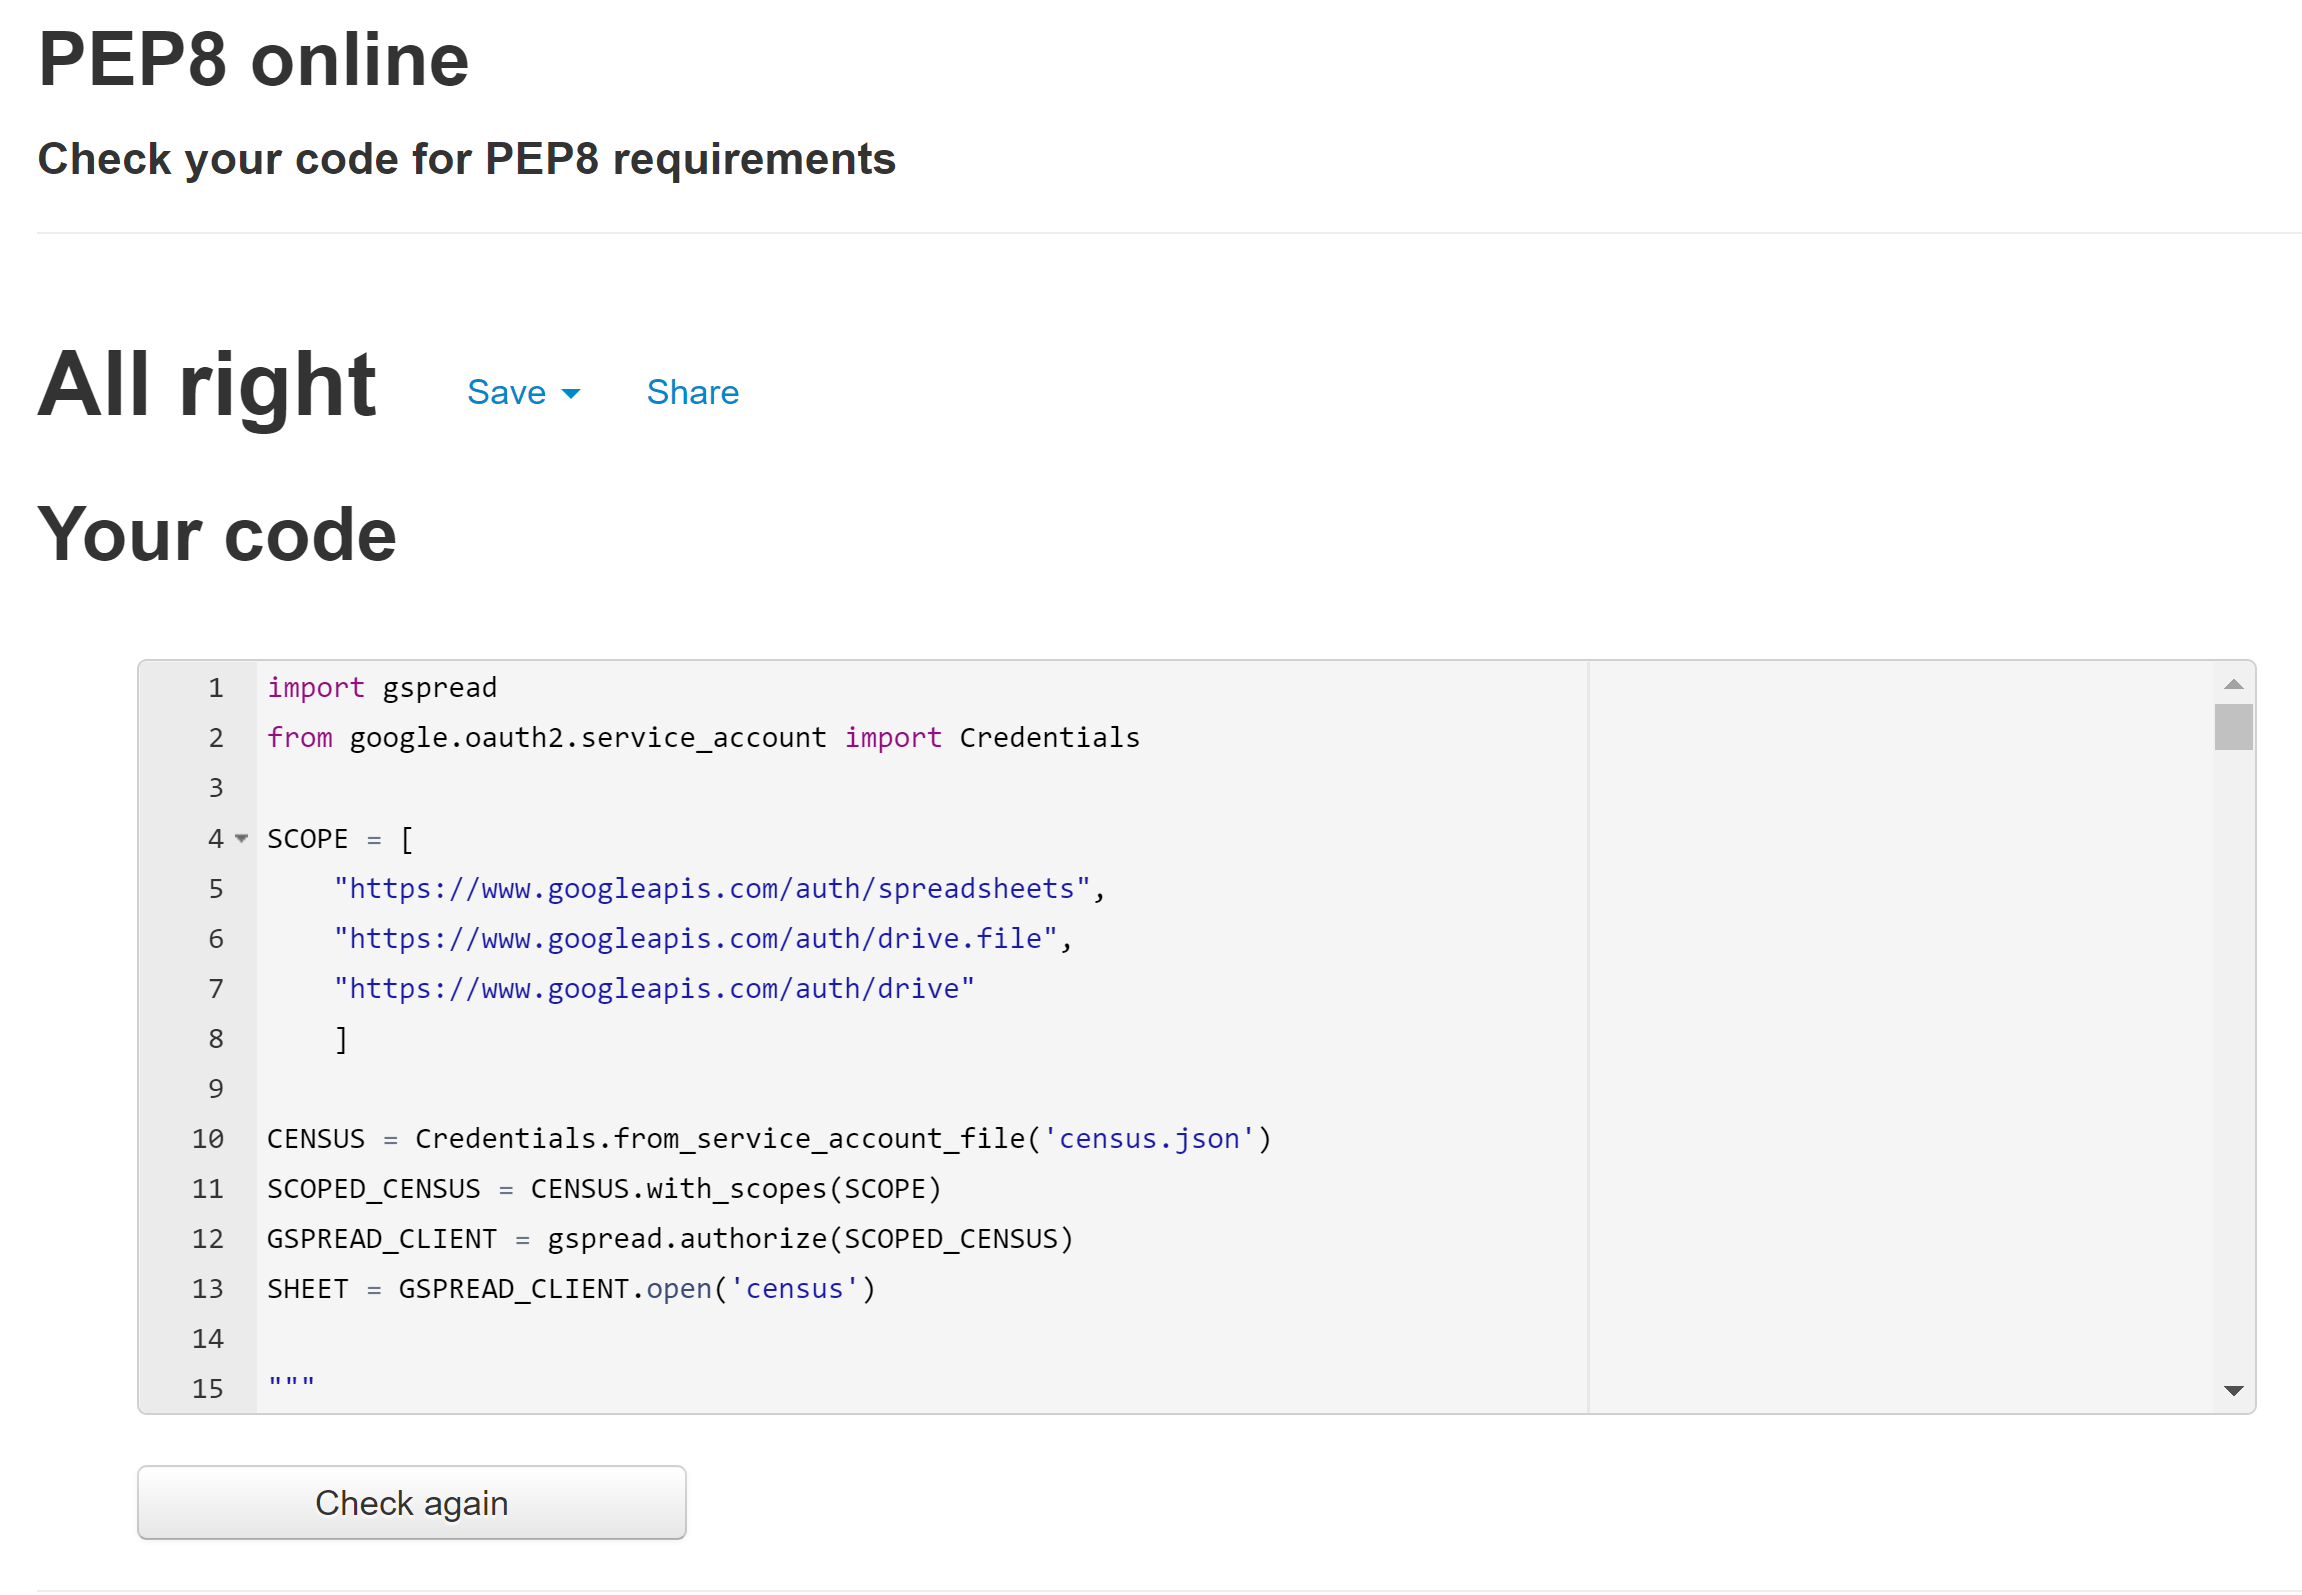 PEP8 online
Check your code for PEP8 requirements
All right Save Share
Your code
1 import gspread
2 from google.oauth2.service_account import Credentials
3
4 SCOPE = [
5     "https://www.googleapis.com/auth/spreadsheets",
6     "https://www.googleapis.com/auth/drive.file",
7     "https://www.googleapis.com/auth/drive"
8     ]
9
10 CENSUS = Credentials.from_service_account_file('census.json')
11 SCOPED_CENSUS = CENSUS.with_scopes(SCOPE)
12 GSPREAD_CLIENT = gspread.authorize(SCOPED_CENSUS)
13 SHEET = GSPREAD_CLIENT.open('census')
14
15 """
Check again